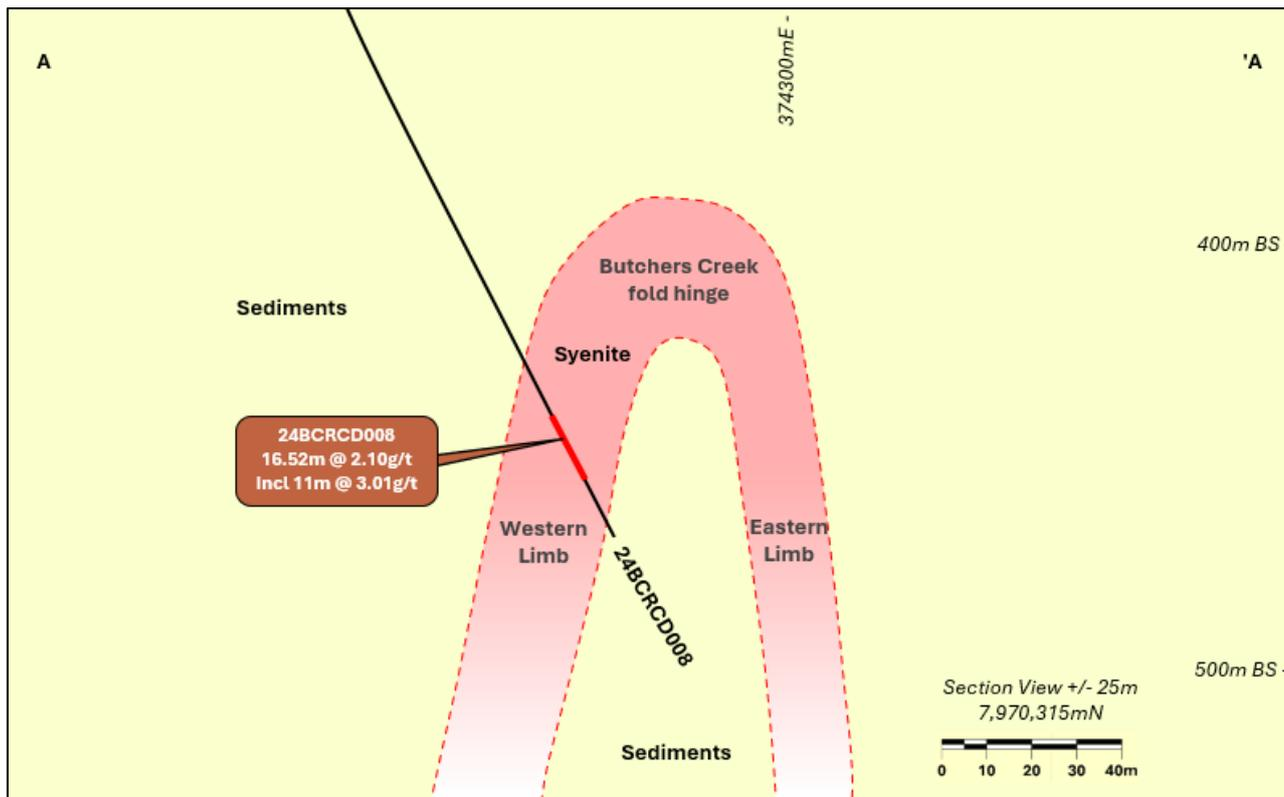 A
374300mE -
'A
400m BS
Butchers Creek
fold hinge
Sediments
Syenite
24BCRCD008
16.52m @ 2.10g/t
Incl 11m @ 3.01g/t
Western
Limb
Eastern
Limb
24BCRCD008
500m BS -
Section View +/- 25m
7,970,315mN
Sediments
0 10 20 30 40m